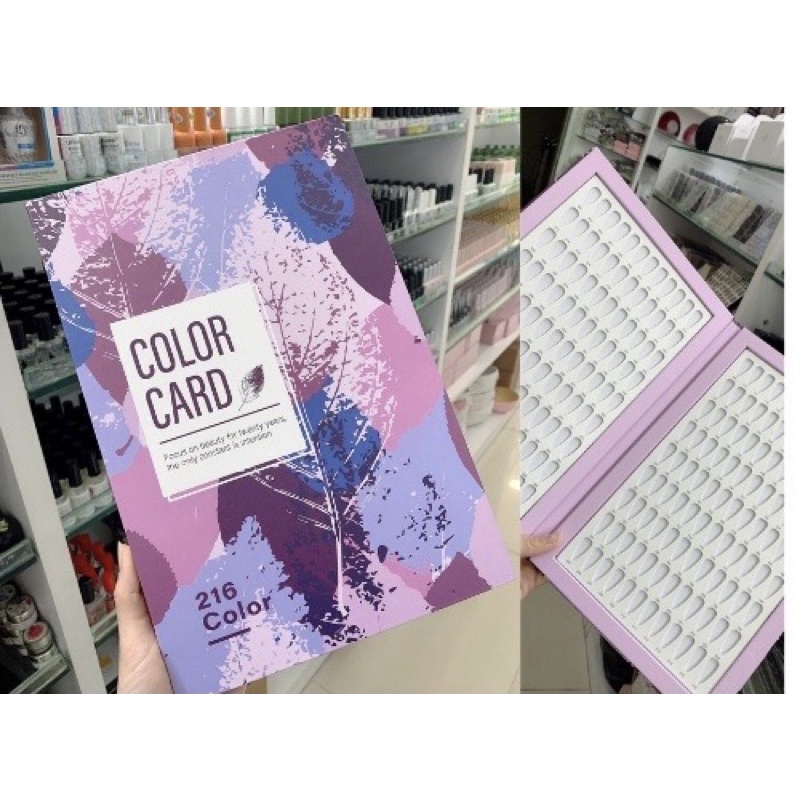 COLOR
CARD
Focus on beauty for twenty years,
the only constant is intention
216
Color